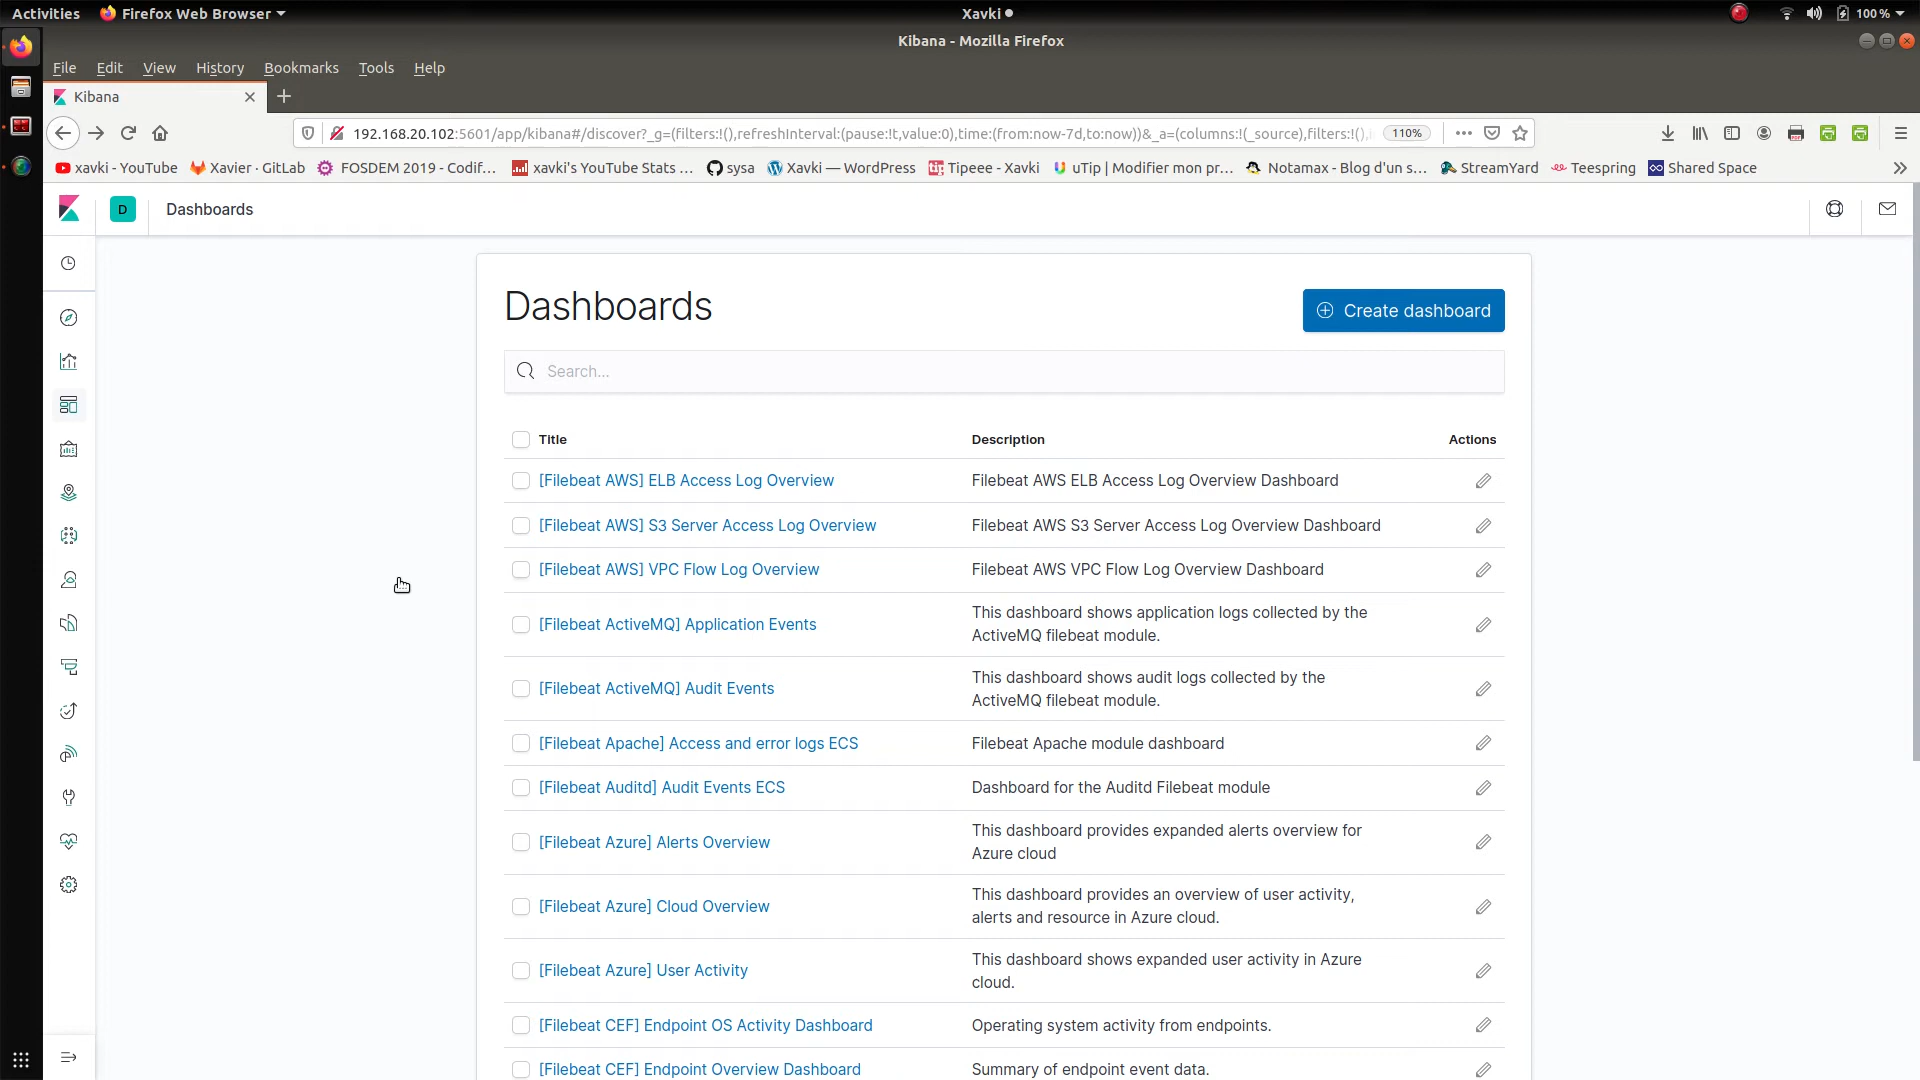 Activities Firefox Web Browser Xavki 100 %
Kibana - Mozilla Firefox
File Edit View History Bookmarks Tools Help
Kibana
192.168.20.102:5601/app/kibana#/discover?_g=(filters:!(),refreshInterval:(pause:!t,value:0),time:(from:now-7d,to:now))&_a=(columns:!(_source),filters:!(), 110%
xavki - YouTube Xavier · GitLab FOSDEM 2019 - Codif... xavki's YouTube Stats ... sysa Xavki — WordPress Tipeee - Xavki uTip | Modifier mon pr... Notamax - Blog d'un s... StreamYard Teespring Shared Space
D Dashboards
Dashboards
Create dashboard
Search...
Title Description Actions
[Filebeat AWS] ELB Access Log Overview Filebeat AWS ELB Access Log Overview Dashboard
[Filebeat AWS] S3 Server Access Log Overview Filebeat AWS S3 Server Access Log Overview Dashboard
[Filebeat AWS] VPC Flow Log Overview Filebeat AWS VPC Flow Log Overview Dashboard
[Filebeat ActiveMQ] Application Events This dashboard shows application logs collected by the
ActiveMQ filebeat module.
[Filebeat ActiveMQ] Audit Events This dashboard shows audit logs collected by the
ActiveMQ filebeat module.
[Filebeat Apache] Access and error logs ECS Filebeat Apache module dashboard
[Filebeat Auditd] Audit Events ECS Dashboard for the Auditd Filebeat module
[Filebeat Azure] Alerts Overview This dashboard provides expanded alerts overview for
Azure cloud
[Filebeat Azure] Cloud Overview This dashboard provides an overview of user activity,
alerts and resource in Azure cloud.
[Filebeat Azure] User Activity This dashboard shows expanded user activity in Azure
cloud.
[Filebeat CEF] Endpoint OS Activity Dashboard Operating system activity from endpoints.
[Filebeat CEF] Endpoint Overview Dashboard Summary of endpoint event data.